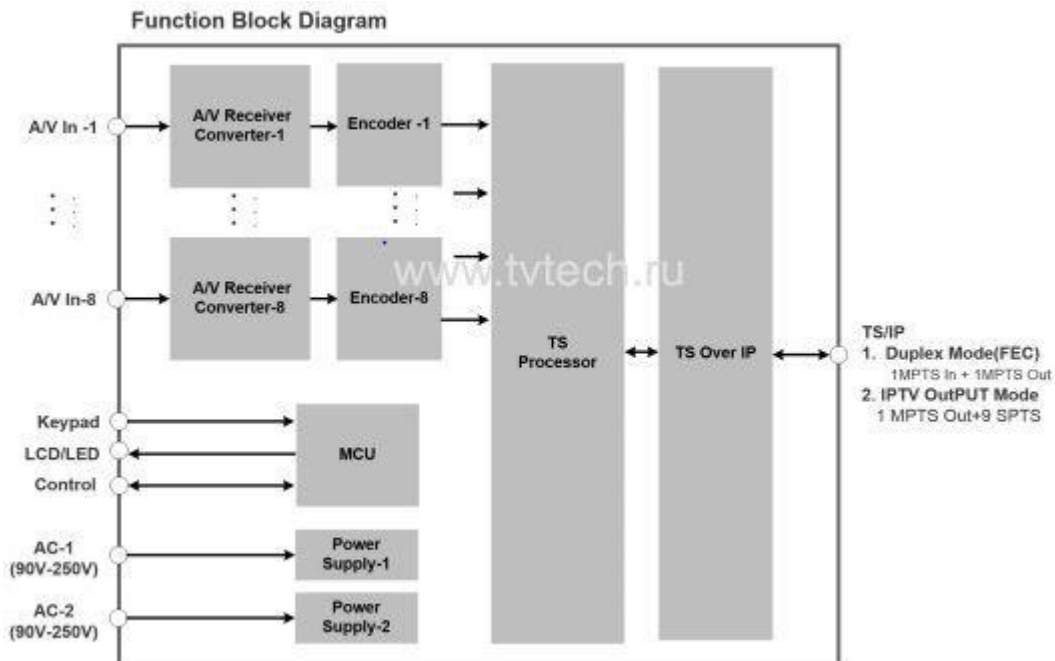 Function Block Diagram
A/V In -1
A/V Receiver
Converter-1
Encoder -1
A/V In-8
A/V Receiver
Converter-8
Encoder-8
www.tvtech.ru
TS
Processor
TS Over IP
TS/IP
1. Duplex Mode(FEC)
1MPTS In + 1MPTS Out
2. IPTV OutPUT Mode
1 MPTS Out+9 SPTS
Keypad
LCD/LED
Control
MCU
AC-1
(90V-250V)
Power
Supply-1
AC-2
(90V-250V)
Power
Supply-2